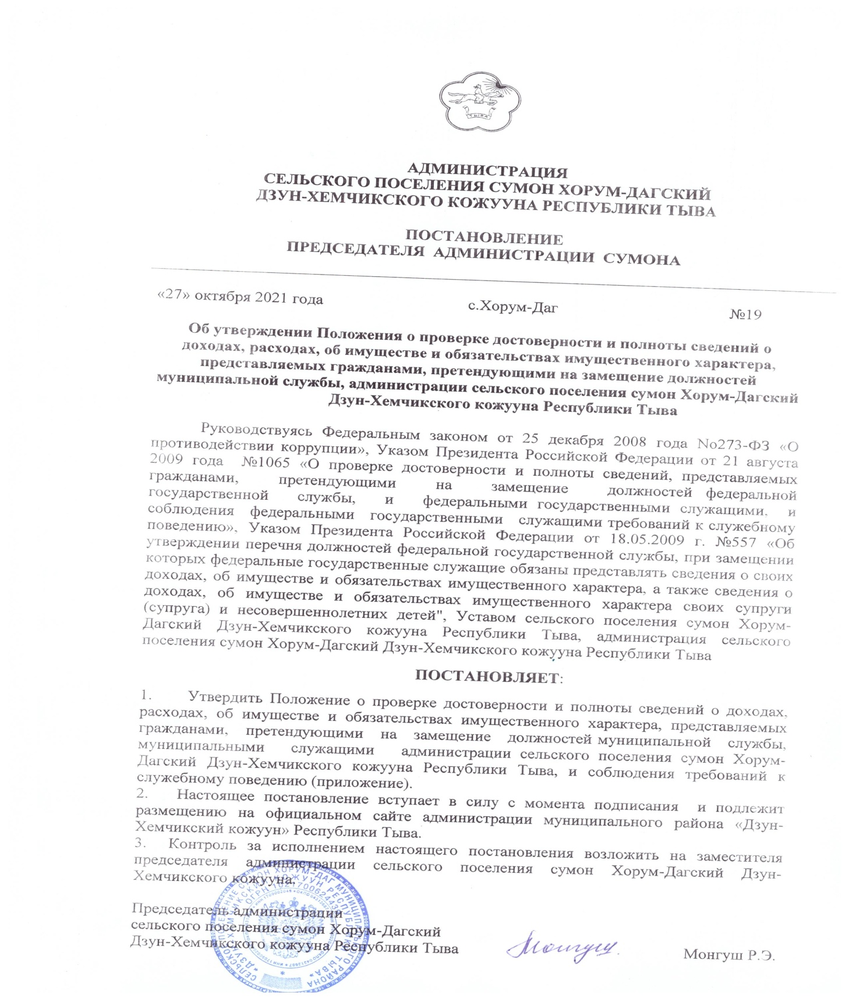 ТЫВА
АДМИНИСТРАЦИЯ
СЕЛЬСКОГО ПОСЕЛЕНИЯ СУМОН ХОРУМ-ДАГСКИЙ
ДЗУН-ХЕМЧИКСКОГО КОЖУУНА РЕСПУБЛИКИ ТЫВА
ПОСТАНОВЛЕНИЕ
ПРЕДСЕДАТЕЛЯ АДМИНИСТРАЦИИ СУМОНА
«27» октября 2021 года с.Хорум-Даг №19
Об утверждении Положения о проверке достоверности и полноты сведений о
доходах, расходах, об имуществе и обязательствах имущественного характера,
представляемых гражданами, претендующими на замещение должностей
муниципальной службы, администрации сельского поселения сумон Хорум-Дагский
Дзун-Хемчикского кожууна Республики Тыва
Руководствуясь Федеральным законом от 25 декабря 2008 года No273-ФЗ «О
противодействии коррупции», Указом Президента Российской Федерации от 21 августа
2009 года №1065 «О проверке достоверности и полноты сведений, представляемых
гражданами, претендующими на замещение должностей федеральной
государственной службы, и федеральными государственными служащими, и
соблюдения федеральными государственными служащими требований к служебному
поведению», Указом Президента Российской Федерации от 18.05.2009 г. №557 «Об
утверждении перечня должностей федеральной государственной службы, при замещении
которых федеральные государственные служащие обязаны представлять сведения о своих
доходах, об имуществе и обязательствах имущественного характера, а также сведения о
доходах, об имуществе и обязательствах имущественного характера своих супруги
(супруга) и несовершеннолетних детей", Уставом сельского поселения сумон Хорум-
Дагский Дзун-Хемчикского кожууна Республики Тыва, администрация сельского
поселения сумон Хорум-Дагский Дзун-Хемчикского кожууна Республики Тыва
ПОСТАНОВЛЯЕТ:
1. Утвердить Положение о проверке достоверности и полноты сведений о доходах,
расходах, об имуществе и обязательствах имущественного характера, представляемых
гражданами, претендующими на замещение должностей муниципальной службы,
муниципальными служащими администрации сельского поселения сумон Хорум-
Дагский Дзун-Хемчикского кожууна Республики Тыва, и соблюдения требований к
служебному поведению (приложение).
2. Настоящее постановление вступает в силу с момента подписания и подлежит
размещению на официальном сайте администрации муниципального района «Дзун-
Хемчикский кожуун» Республики Тыва.
3. Контроль за исполнением настоящего постановления возложить на заместителя
председателя администрации сельского поселения сумон Хорум-Дагский Дзун-
Хемчикского кожууна.
Председатель администрации
сельского поселения сумон Хорум-Дагский
Дзун-Хемчикского кожууна Республики Тыва Монгуш Монгуш Р.Э.
СЕЛЬСКОЕ ПОСЕЛЕНИЕ СУМОН ХОРУМ-ДАГ МУНИЦИПАЛЬНОГО РАЙОНА
"ДЗУН-ХЕМЧИКСКИЙ КОЖУУН РЕСПУБЛИКИ ТЫВА"